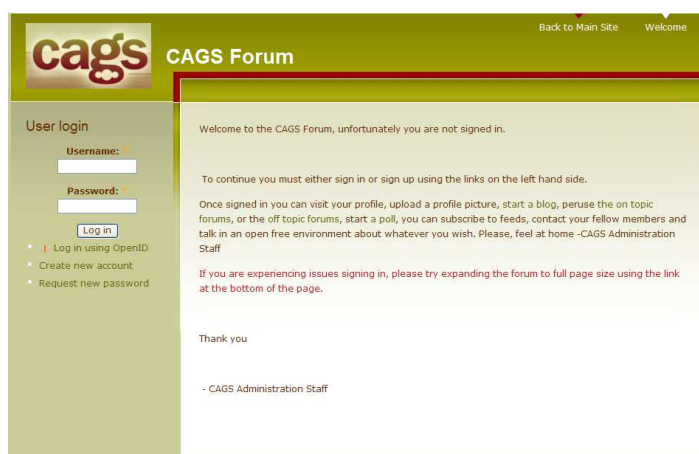 Back to Main Site Welcome
cags CAGS Forum
User login
Username: *
Password: *
Log in
Log in using OpenID
Create new account
Request new password
Welcome to the CAGS Forum, unfortunately you are not signed in.
To continue you must either sign in or sign up using the links on the left hand side.
Once signed in you can visit your profile, upload a profile picture, start a blog, peruse the on topic
forums, or the off topic forums, start a poll, you can subscribe to feeds, contact your fellow members and
talk in an open free environment about whatever you wish. Please, feel at home -CAGS Administration
Staff
If you are experiencing issues signing in, please try expanding the forum to full page size using the link
at the bottom of the page.
Thank you
- CAGS Administration Staff